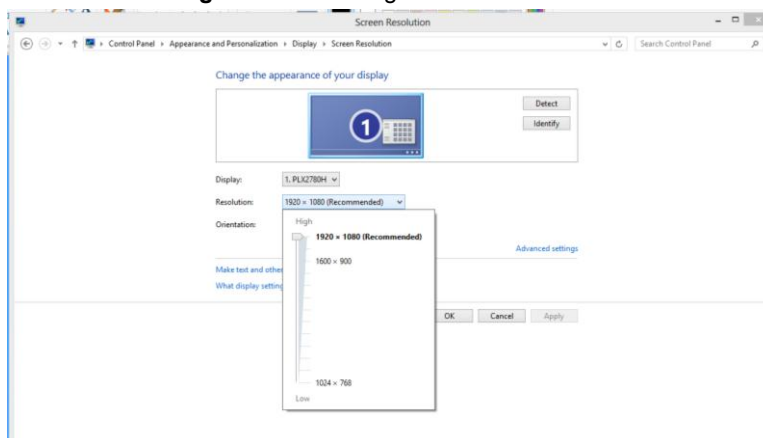 Screen Resolution
Control Panel ▸ Appearance and Personalization ▸ Display ▸ Screen Resolution
Search Control Panel
Change the appearance of your display
1
Detect
Identify
Display:
1. PLX2780H
Resolution:
1920 × 1080 (Recommended)
Orientation:
High
1920 × 1080 (Recommended)
Advanced settings
1600 × 900
Make text and othe
What display setting
OK Cancel Apply
1024 × 768
Low